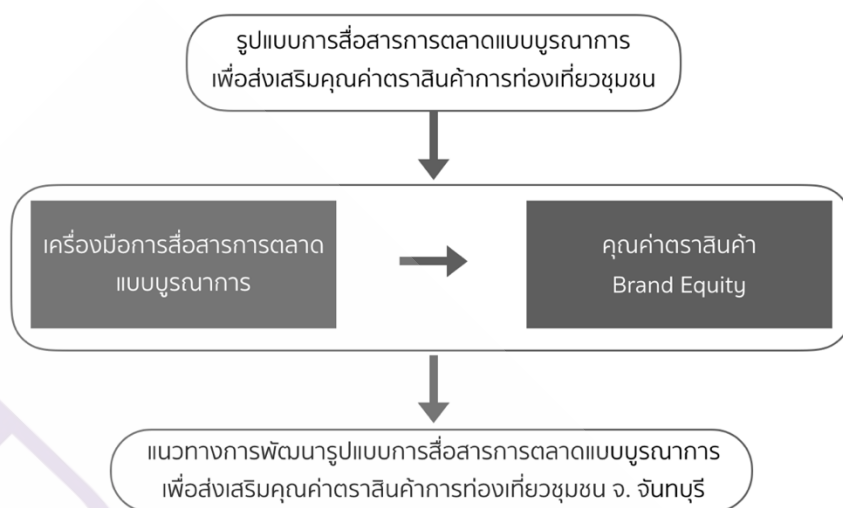 รูปแบบการสื่อสารการตลาดแบบบูรณาการ
เพื่อส่งเสริมคุณค่าตราสินค้าการท่องเที่ยวชุมชน
เครื่องมือการสื่อสารการตลาด
แบบบูรณาการ
คุณค่าตราสินค้า
Brand Equity
แนวทางการพัฒนารูปแบบการสื่อสารการตลาดแบบบูรณาการ
เพื่อส่งเสริมคุณค่าตราสินค้าการท่องเที่ยวชุมชน จ. จันทบุรี